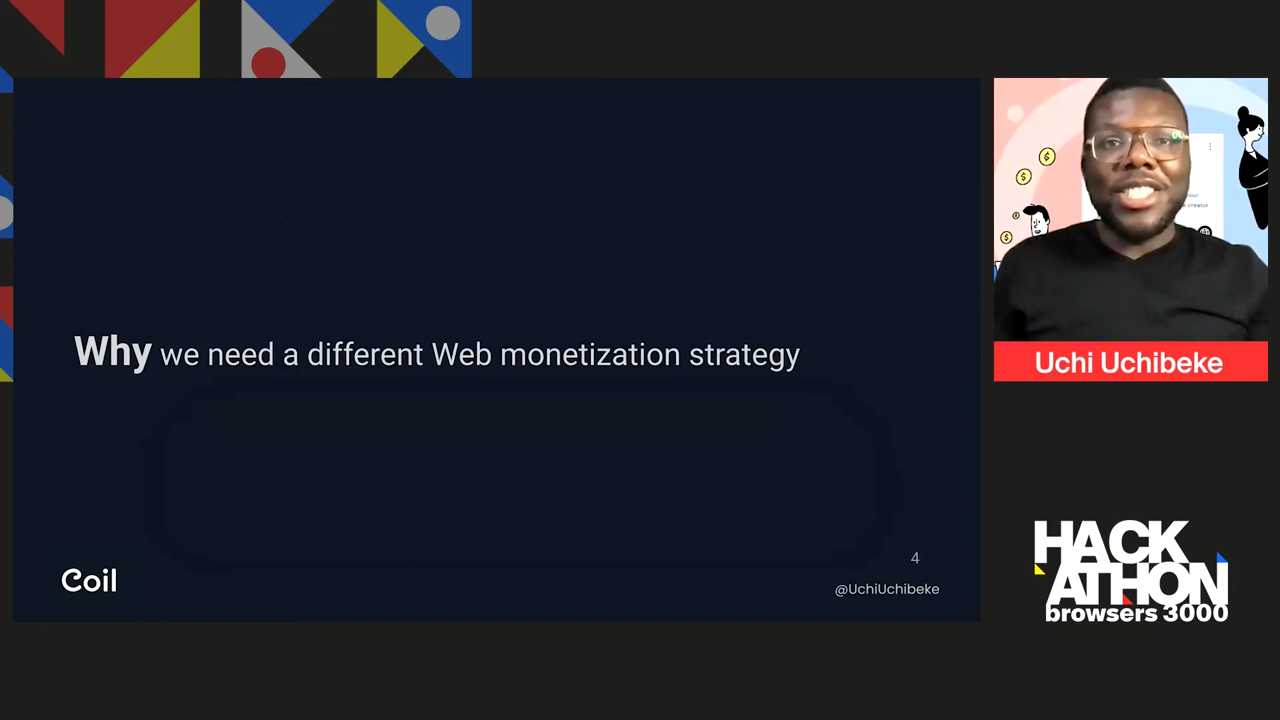 Why we need a different Web monetization strategy
Coil
4
@UchiUchibeke
Uchi Uchibeke
HACK
ATHON
browsers 3000